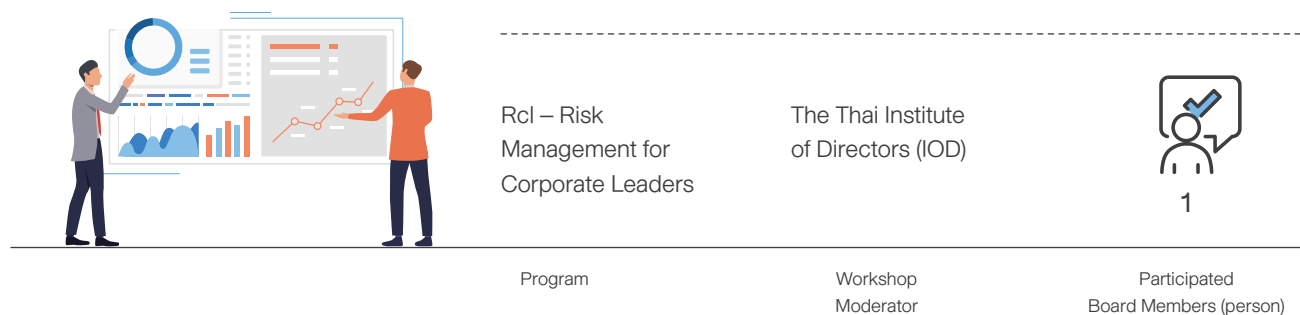 Rcl – Risk
Management for
Corporate Leaders
The Thai Institute
of Directors (IOD)
1
Program
Workshop
Moderator
Participated
Board Members (person)